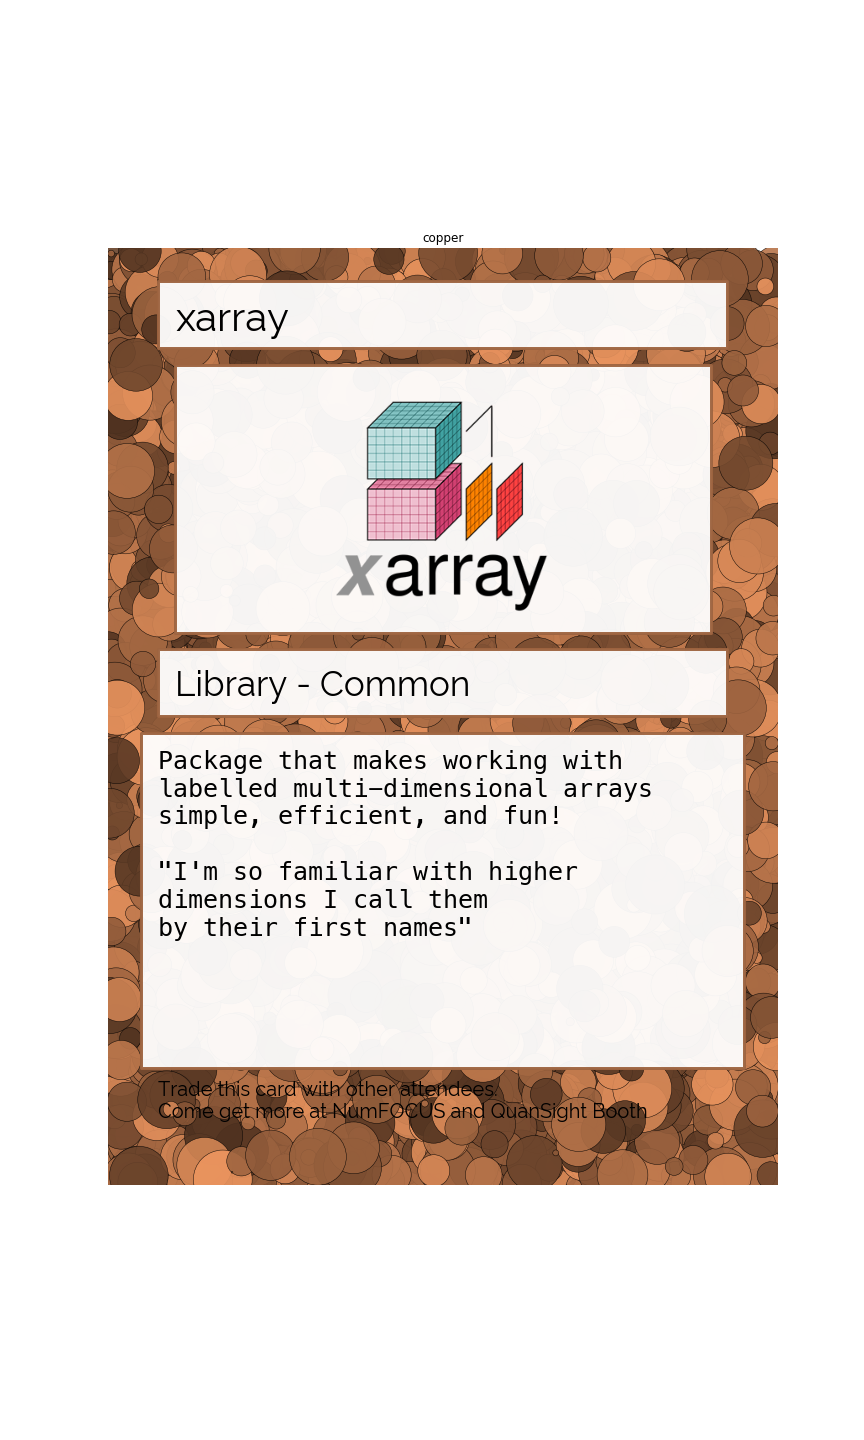 copper
xarray
xarray
Library - Common
Package that makes working with
labelled multi-dimensional arrays
simple, efficient, and fun!
"I'm so familiar with higher
dimensions I call them
by their first names"
Trade this card with other attendees.
Come get more at NumFOCUS and QuanSight Booth